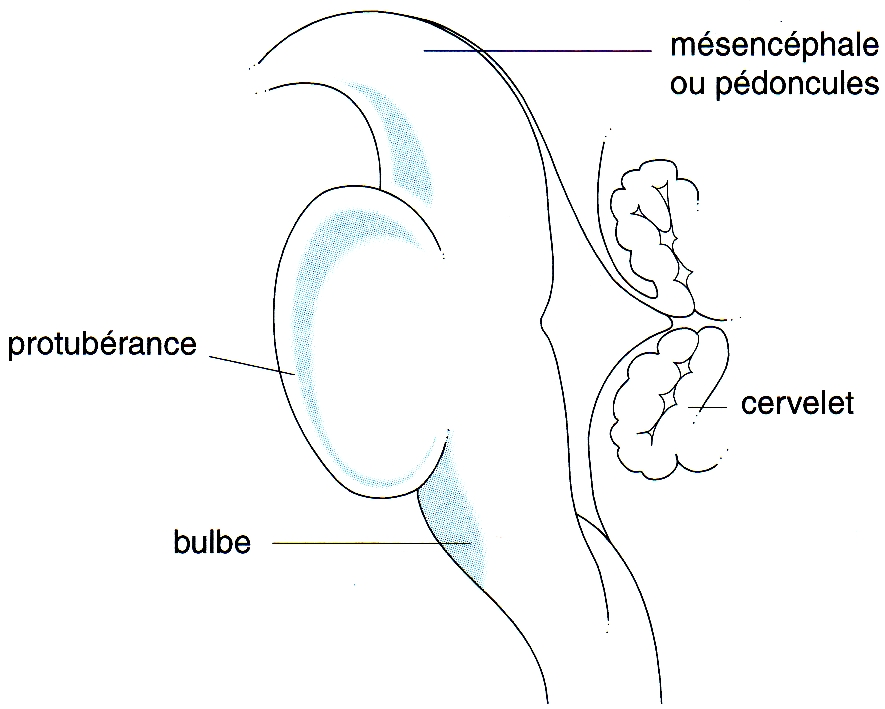 mésencéphale
ou pédoncules
protubérance
cervelet
bulbe